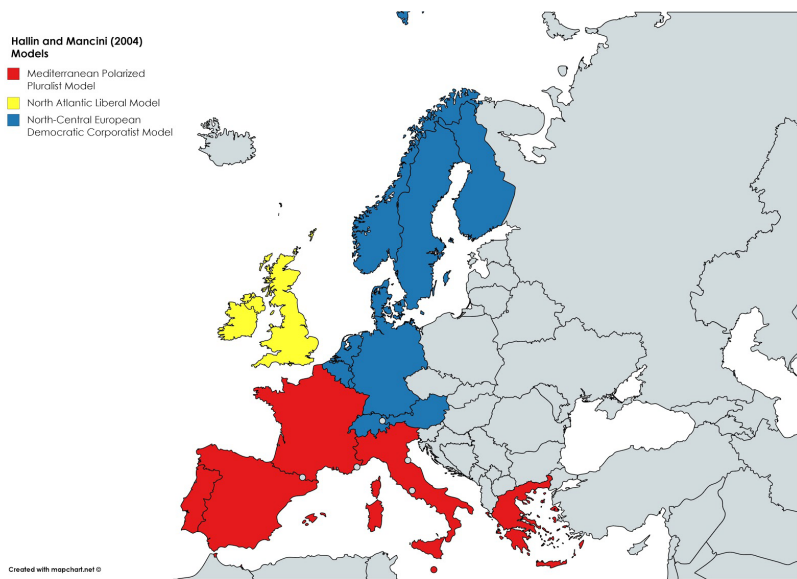 Hallin and Mancini (2004)
Models
Mediterranean Polarized
Pluralist Model
North Atlantic Liberal Model
North-Central European
Democratic Corporatist Model
Created with mapchart.net ©